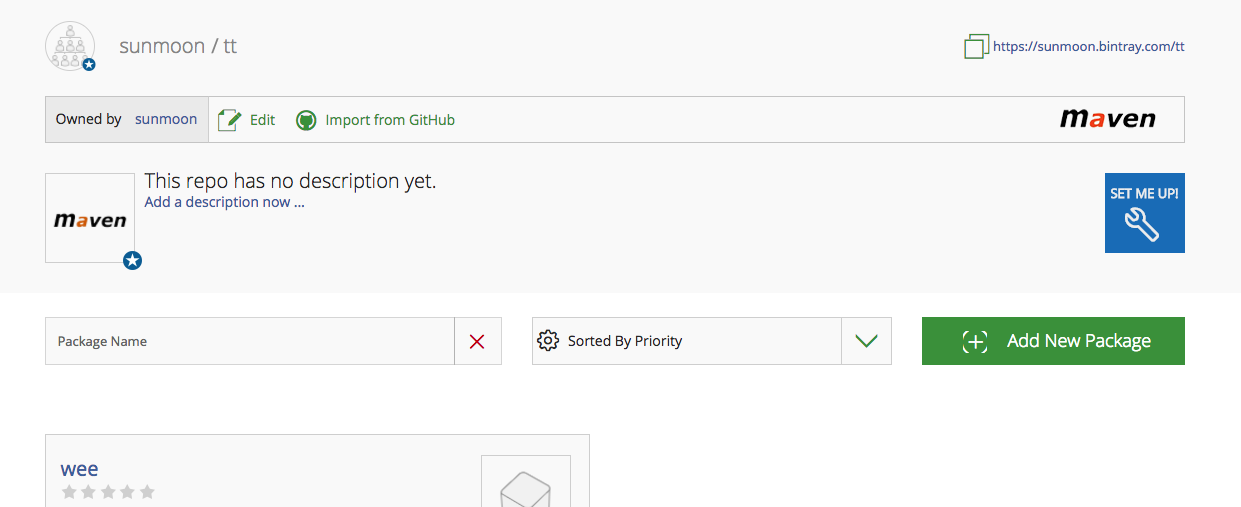 sunmoon / tt
https://sunmoon.bintray.com/tt
Owned by sunmoon
Edit
Import from GitHub
maven
This repo has no description yet.
Add a description now ...
maven
SET ME UP!
Package Name
Sorted By Priority
Add New Package
wee